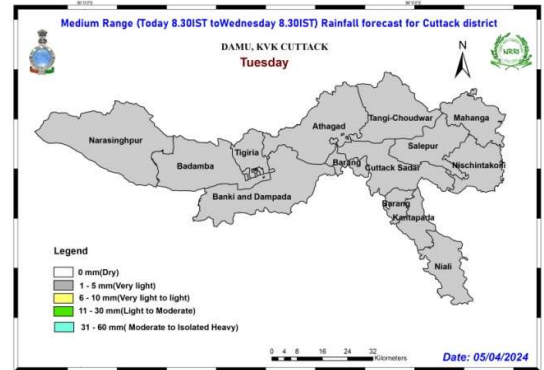 Medium Range (Today 8.30IST toWednesday 8.30IST) Rainfall forecast for Cuttack district
DAMU, KVK CUTTACK
Tuesday
N
NRRI
Narasinghpur
Badamba
Tigiria
Banki and Dampada
Athagad
Tangi-Choudwar
Mahanga
Salepur
Barang
Cuttack Sadar
Nischintakoili
Barang
Kantapada
Niali
Legend
0 mm(Dry)
1 - 5 mm(Very light)
6 - 10 mm(Very light to light)
11 - 30 mm(Light to Moderate)
31 - 60 mm( Moderate to Isolated Heavy)
0 4 8 16 24 32
Kilometers
Date: 05/04/2024